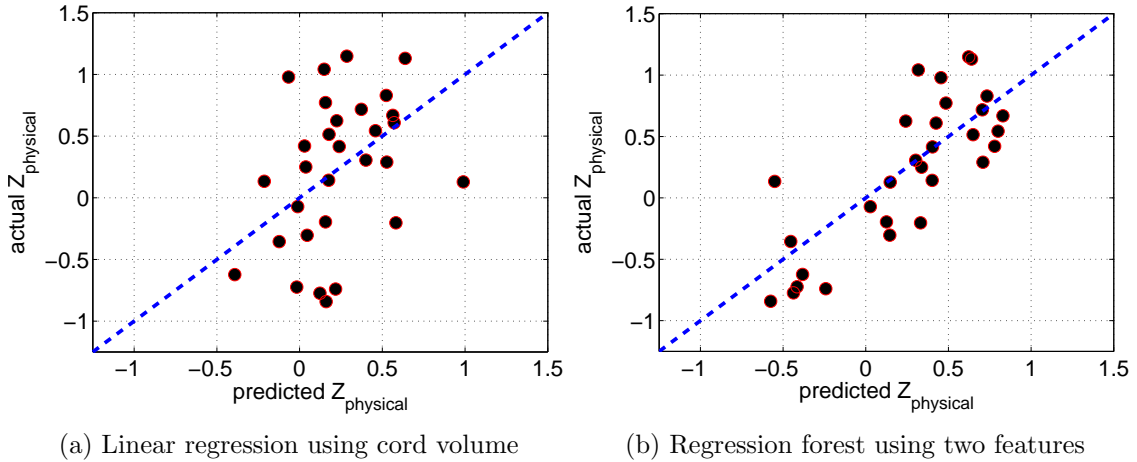 1.5
1
0.5
0
−0.5
−1
actual Z_physical
−1 −0.5 0 0.5 1 1.5
predicted Z_physical
(a) Linear regression using cord volume
1.5
1
0.5
0
−0.5
−1
actual Z_physical
−1 −0.5 0 0.5 1 1.5
predicted Z_physical
(b) Regression forest using two features